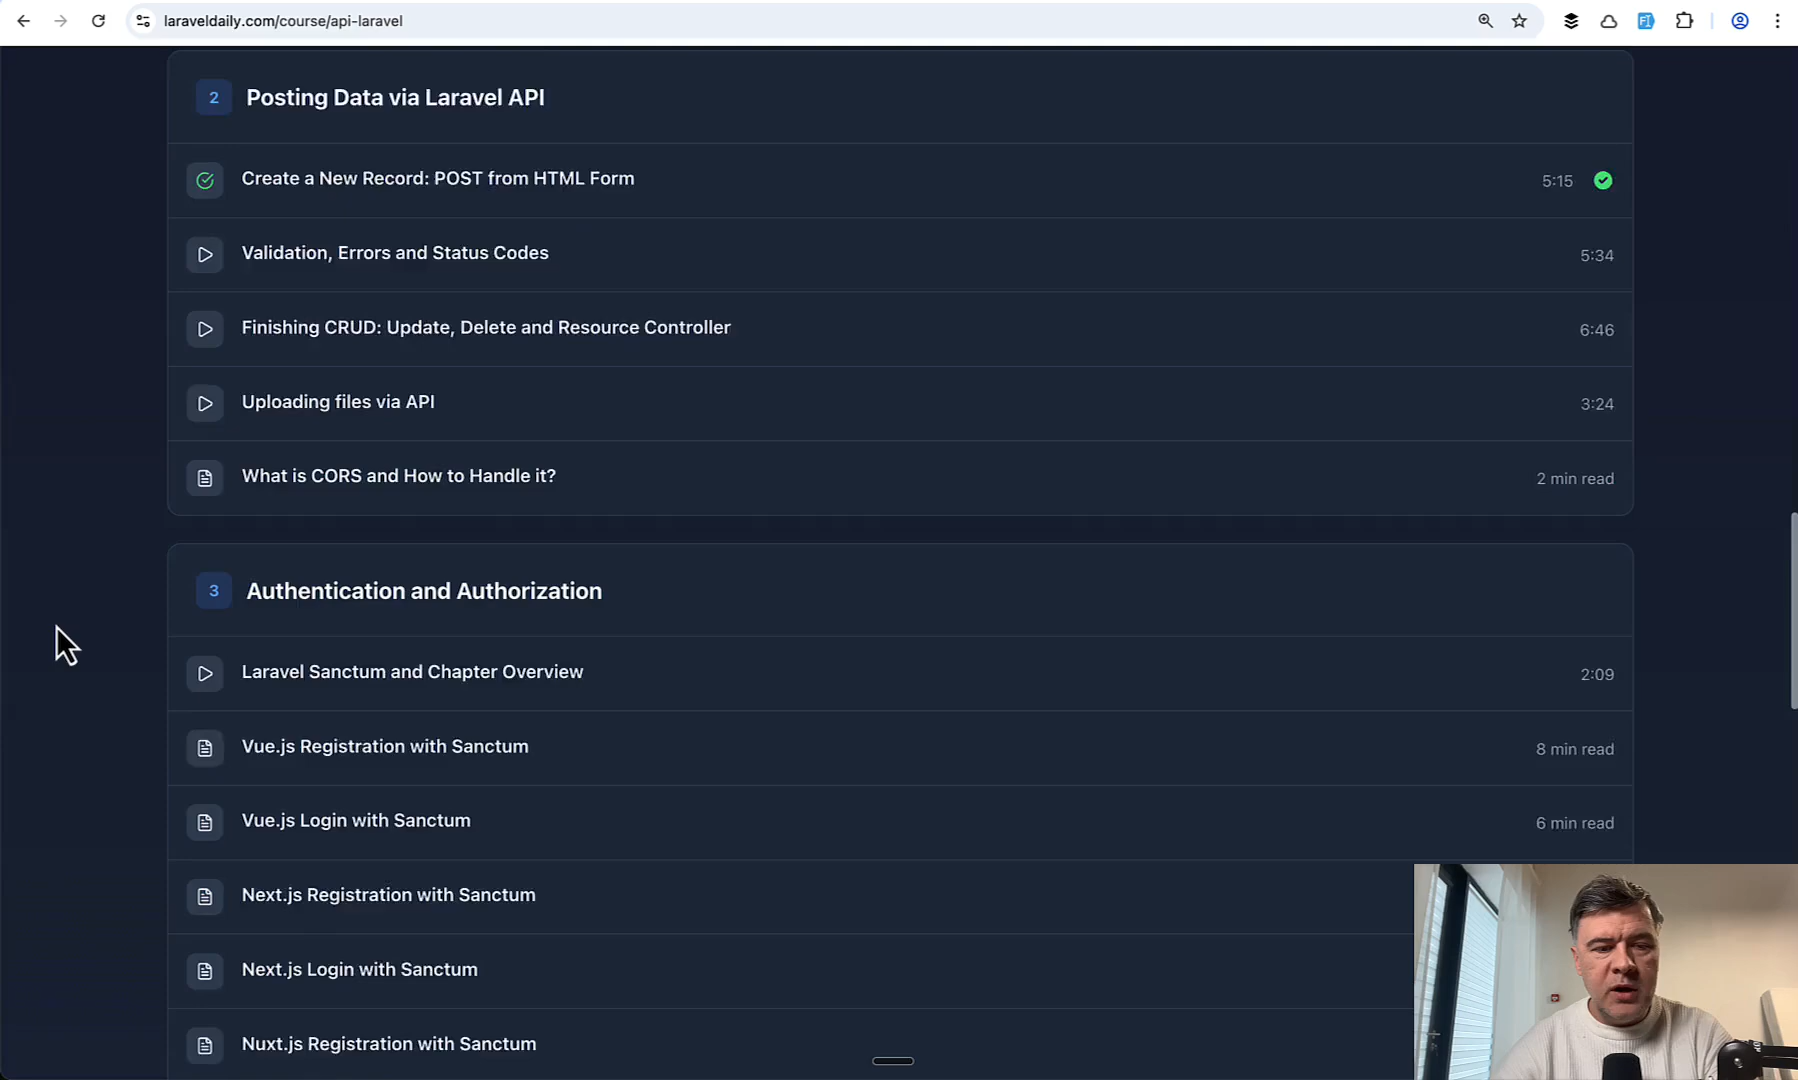 laraveldaily.com/course/api-laravel
2 Posting Data via Laravel API
Create a New Record: POST from HTML Form 5:15
Validation, Errors and Status Codes 5:34
Finishing CRUD: Update, Delete and Resource Controller 6:46
Uploading files via API 3:24
What is CORS and How to Handle it? 2 min read
3 Authentication and Authorization
Laravel Sanctum and Chapter Overview 2:09
Vue.js Registration with Sanctum 8 min read
Vue.js Login with Sanctum 6 min read
Next.js Registration with Sanctum
Next.js Login with Sanctum
Nuxt.js Registration with Sanctum